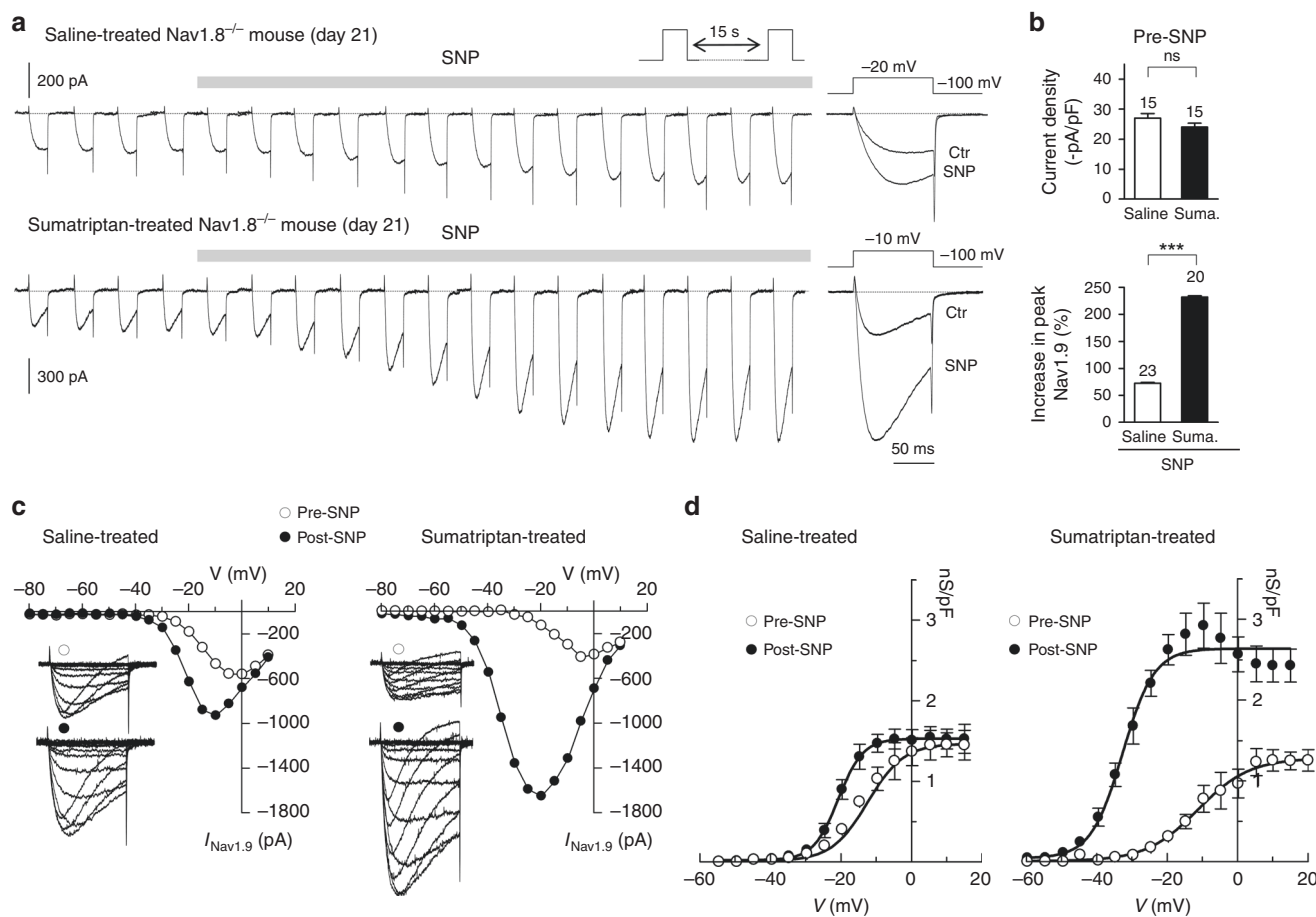 a
Saline-treated Nav1.8–/– mouse (day 21)
SNP
15 s
200 pA
–20 mV
–100 mV
Ctr
SNP
Sumatriptan-treated Nav1.8–/– mouse (day 21)
SNP
–10 mV
–100 mV
Ctr
SNP
300 pA
50 ms
b
Pre-SNP
ns
Current density
(-pA/pF)
40
30
20
10
0
15
15
Saline
Suma.
***
Increase in peak
Nav1.9 (%)
250
200
150
100
50
0
23
20
Saline
Suma.
SNP
c
Pre-SNP
Post-SNP
Saline-treated
V (mV)
–80 –60 –40 –20 0 20
–200
–600
–1000
–1400
–1800
INav1.9 (pA)
Sumatriptan-treated
V (mV)
–80 –60 –40 –20 0 20
–200
–600
–1000
–1400
–1800
INav1.9 (pA)
d
Saline-treated
Pre-SNP
Post-SNP
nS/pF
3
2
1
–60 –40 –20 0 20
V (mV)
Sumatriptan-treated
Pre-SNP
Post-SNP
nS/pF
3
2
1
–60 –40 –20 0 20
V (mV)